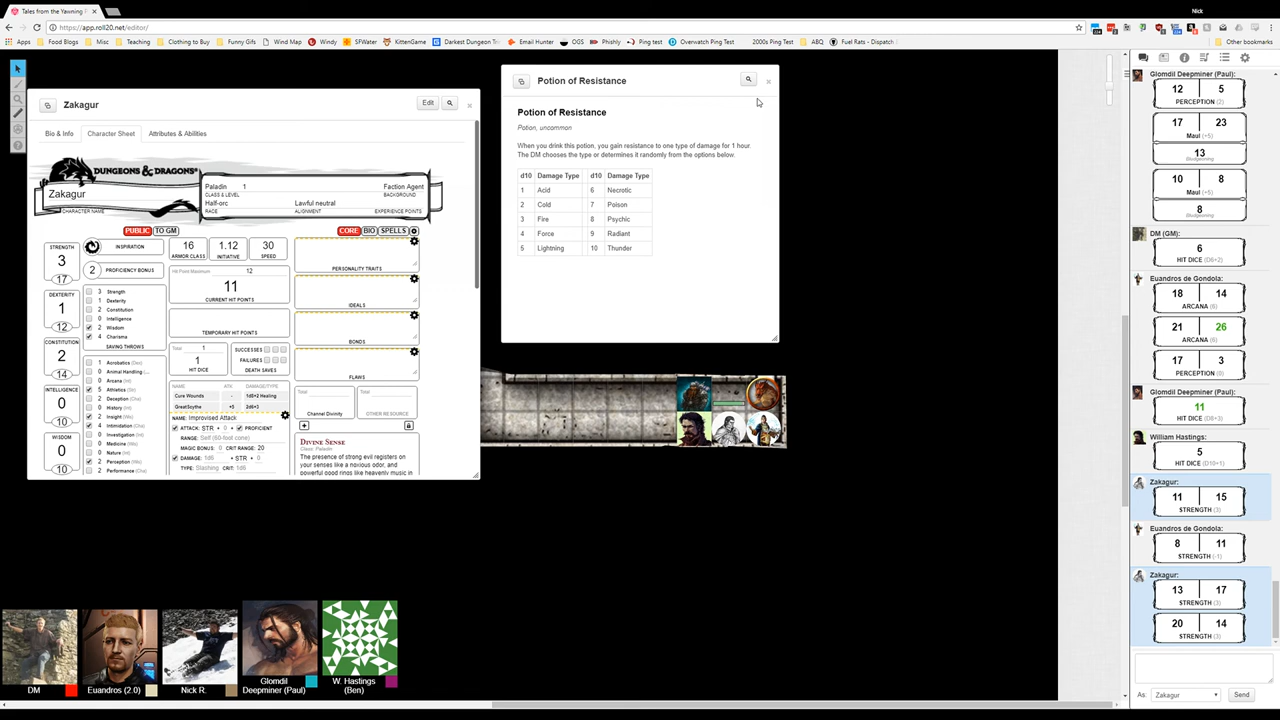 Tales from the Yawning P
Nick
https://app.roll20.net/editor/
Apps
Food Blogs
Misc
Teaching
Clothing to Buy
Funny Gifs
Wind Map
Windy
SFWater
KittenGame
Darkest Dungeon Tr
Email Hunter
OGS
Phishly
Ping test
Overwatch Ping Test
2000s Ping Test
ABQ
Fuel Rats - Dispatch
Other bookmarks
Zakagur
Edit
Bio & Info
Character Sheet
Attributes & Abilities
DUNGEONS & DRAGONS
Zakagur
CHARACTER NAME
Paladin 1
CLASS & LEVEL
Faction Agent
BACKGROUND
Half-orc
RACE
Lawful neutral
ALIGNMENT
EXPERIENCE POINTS
PUBLIC TO GM
CORE BIO SPELLS
STRENGTH
3
17
DEXTERITY
1
12
CONSTITUTION
2
14
INTELLIGENCE
0
10
WISDOM
0
10
INSPIRATION
2 PROFICIENCY BONUS
3 Strength
1 Dexterity
2 Constitution
0 Intelligence
2 Wisdom
4 Charisma
SAVING THROWS
1 Acrobatics (Dex)
0 Animal Handling (...
0 Arcana (Int)
5 Athletics (Str)
2 Deception (Cha)
0 History (Int)
2 Insight (Wis)
4 Intimidation (Cha)
0 Investigation (Int)
0 Medicine (Wis)
0 Nature (Int)
2 Perception (Wis)
2 Performance (Cha)
16
ARMOR CLASS
1.12
INITIATIVE
30
SPEED
Hit Point Maximum 12
11
CURRENT HIT POINTS
TEMPORARY HIT POINTS
Total 1
1
HIT DICE
SUCCESSES
FAILURES
DEATH SAVES
NAME ATK DAMAGE/TYPE
Cure Wounds - 1d8+2 Healing
GreatScythe +5 2d6+3
NAME: Improvised Attack
ATTACK: STR + 0 + PROFICIENT
RANGE: Self (60-foot cone)
MAGIC BONUS: 0 CRIT RANGE: 20
DAMAGE: 1d6 + STR + 0
TYPE: Slashing CRIT: 1d6
PERSONALITY TRAITS
IDEALS
BONDS
FLAWS
Total
Channel Divinity
Total
OTHER RESOURCE
DIVINE SENSE
Class: Paladin
The presence of strong evil registers on
your senses like a noxious odor, and
powerful good rings like heavenly music in
Potion of Resistance
Potion of Resistance
Potion, uncommon
When you drink this potion, you gain resistance to one type of damage for 1 hour.
The DM chooses the type or determines it randomly from the options below.
d10 Damage Type d10 Damage Type
1 Acid 6 Necrotic
2 Cold 7 Poison
3 Fire 8 Psychic
4 Force 9 Radiant
5 Lightning 10 Thunder
DM
Euandros (2.0)
Nick R.
Glomdil
Deepminer (Paul)
W. Hastings
(Ben)
Glomdil Deepminer (Paul):
12 5
PERCEPTION (2)
17 23
Maul (+5)
13
Bludgeoning
10 8
Maul (+5)
8
Bludgeoning
DM (GM):
6
HIT DICE (D6+2)
Euandros de Gondola:
18 14
ARCANA (6)
21 26
ARCANA (6)
17 3
PERCEPTION (0)
Glomdil Deepminer (Paul):
11
HIT DICE (D8+3)
William Hastings:
5
HIT DICE (D10+1)
Zakagur:
11 15
STRENGTH (3)
Euandros de Gondola:
8 11
STRENGTH (-1)
Zakagur:
13 17
STRENGTH (3)
20 14
STRENGTH (3)
As: Zakagur
Send